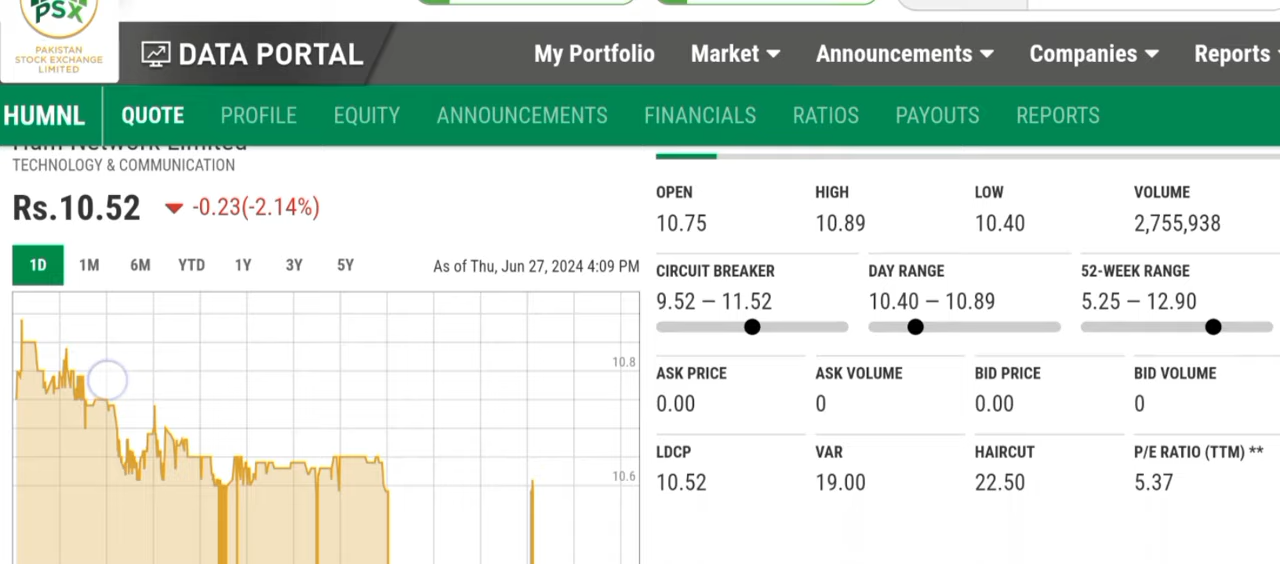 PSX
PAKISTAN
STOCK EXCHANGE
LIMITED
DATA PORTAL
My Portfolio
Market
Announcements
Companies
Reports
HUMNL
QUOTE
PROFILE
EQUITY
ANNOUNCEMENTS
FINANCIALS
RATIOS
PAYOUTS
REPORTS
Hum Network Limited
TECHNOLOGY & COMMUNICATION
Rs.10.52
-0.23(-2.14%)
1D
1M
6M
YTD
1Y
3Y
5Y
As of Thu, Jun 27, 2024 4:09 PM
10.8
10.6
OPEN
HIGH
LOW
VOLUME
10.75
10.89
10.40
2,755,938
CIRCUIT BREAKER
DAY RANGE
52-WEEK RANGE
9.52 — 11.52
10.40 — 10.89
5.25 — 12.90
ASK PRICE
ASK VOLUME
BID PRICE
BID VOLUME
0.00
0
0.00
0
LDCP
VAR
HAIRCUT
P/E RATIO (TTM) **
10.52
19.00
22.50
5.37